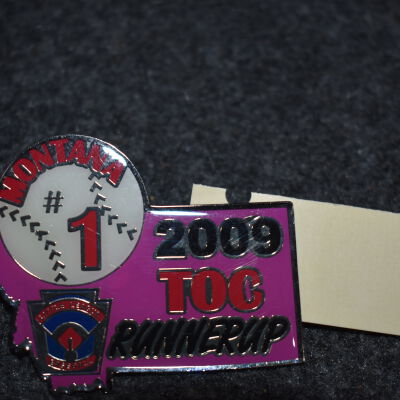 MONTANA
#1
2009
TOC
RUNNERUP